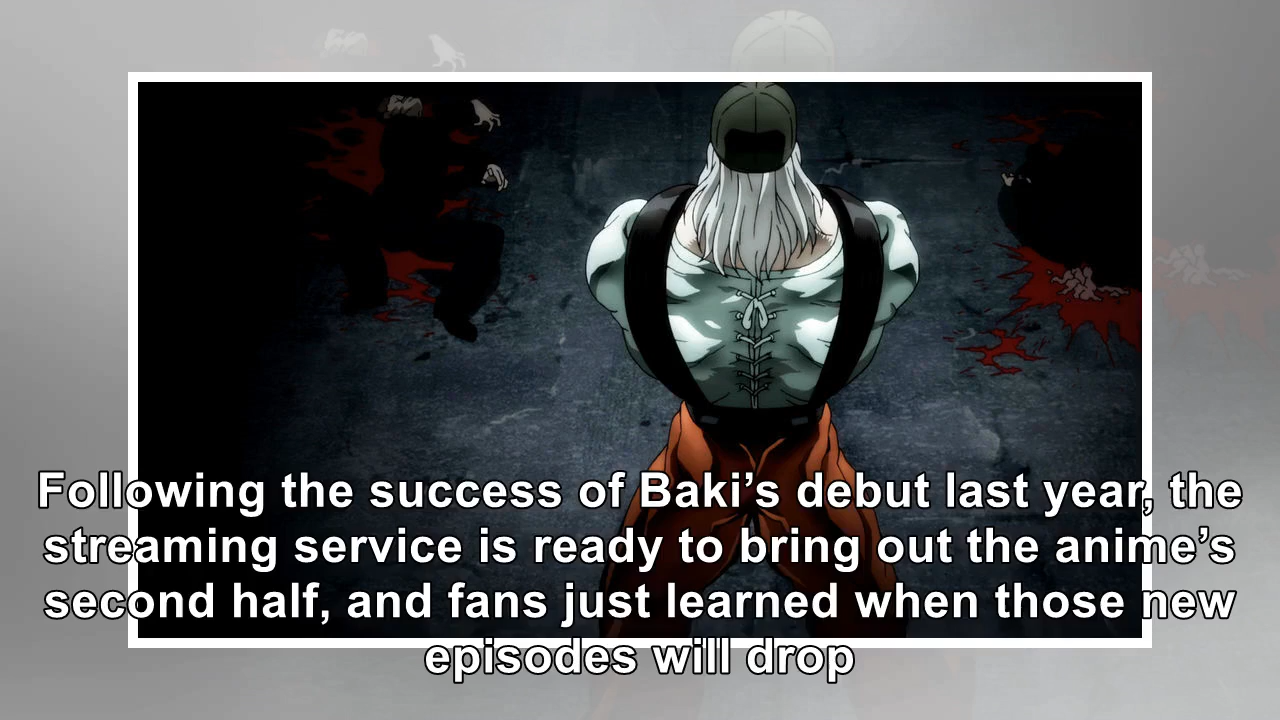 Following the success of Baki’s debut last year, the
streaming service is ready to bring out the anime’s
second half, and fans just learned when those new
episodes will drop